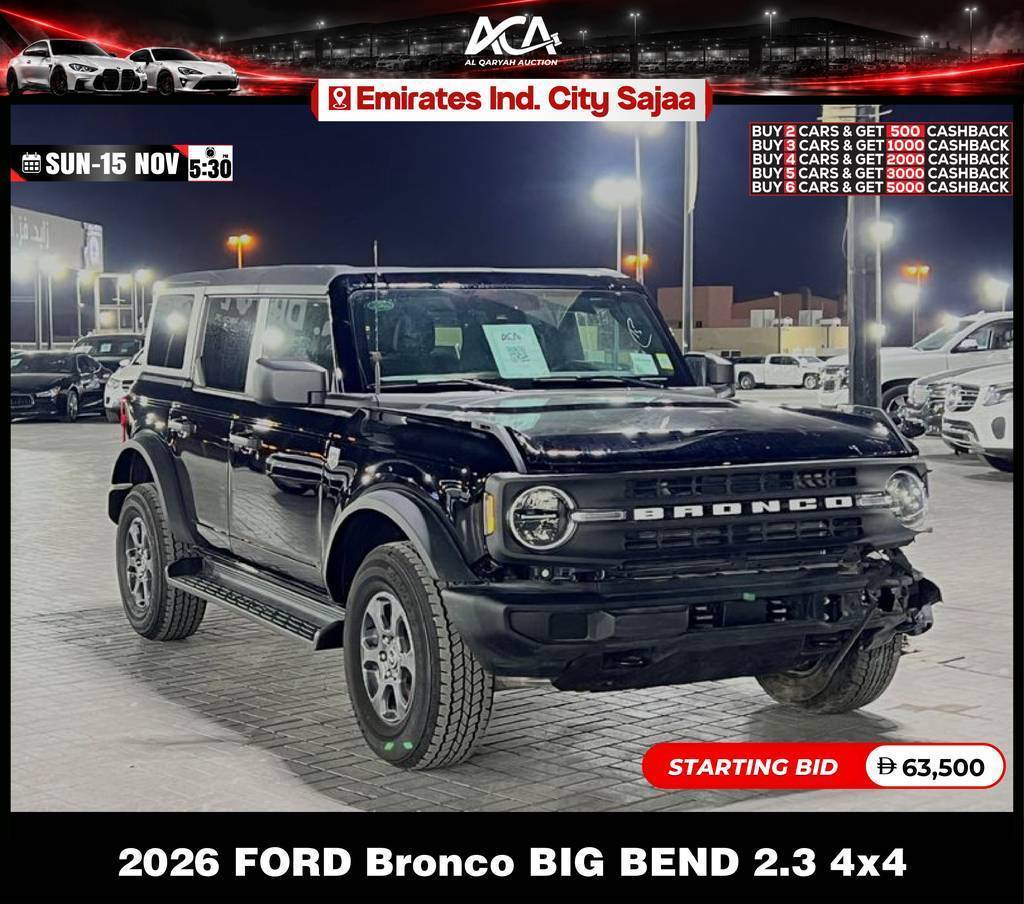 ACA
AL QARYAH AUCTION
Emirates Ind. City Sajaa
SUN-15 NOV 5:30 PM
BUY 2 CARS & GET 500 CASHBACK
BUY 3 CARS & GET 1000 CASHBACK
BUY 4 CARS & GET 2000 CASHBACK
BUY 5 CARS & GET 3000 CASHBACK
BUY 6 CARS & GET 5000 CASHBACK
ACA
BRONCO
STARTING BID 63,500
2026 FORD Bronco BIG BEND 2.3 4x4